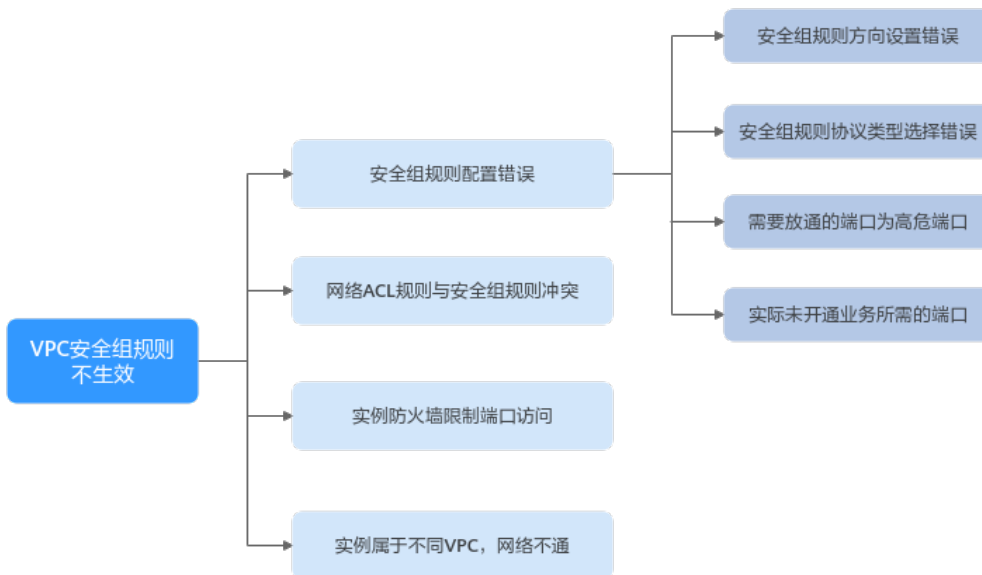 VPC安全组规则
不生效
安全组规则配置错误
网络ACL规则与安全组规则冲突
实例防火墙限制端口访问
实例属于不同VPC，网络不通
安全组规则方向设置错误
安全组规则协议类型选择错误
需要放通的端口为高危端口
实际未开通业务所需的端口